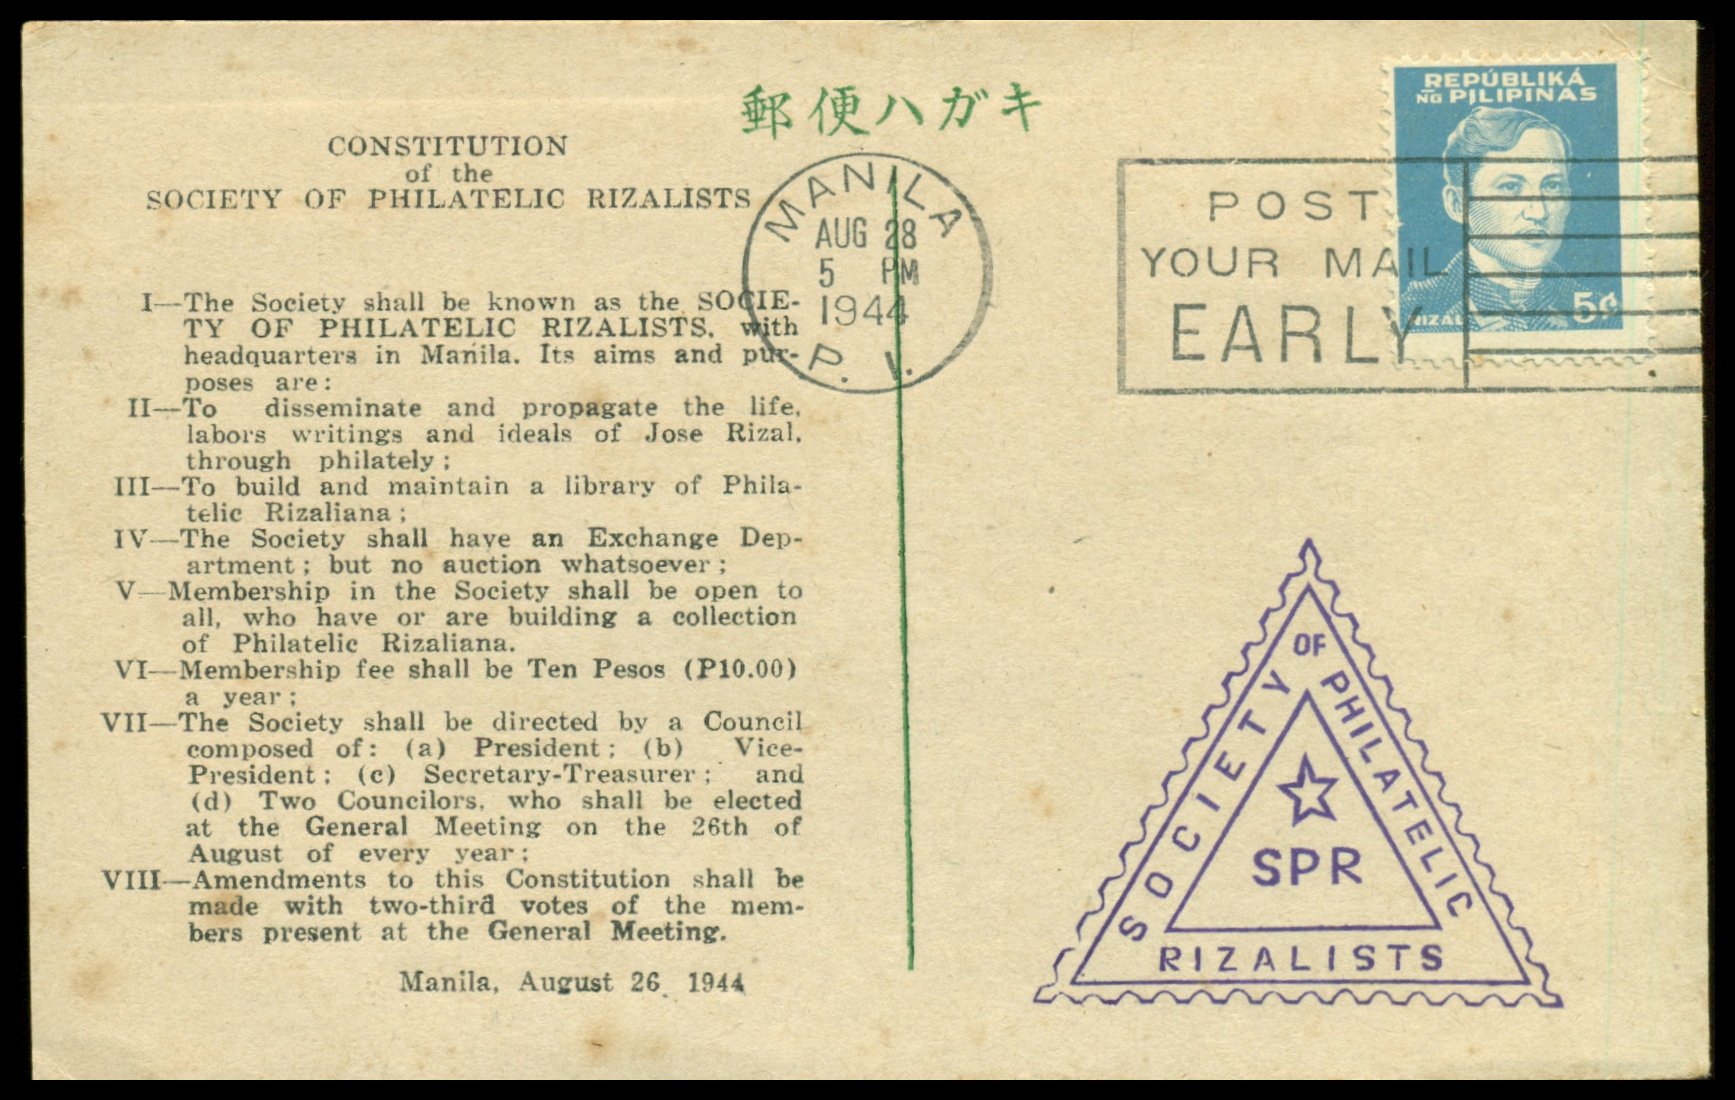 郵便ハガキ
CONSTITUTION
of the
SOCIETY OF PHILATELIC RIZALISTS
I—The Society shall be known as the SOCIE-
TY OF PHILATELIC RIZALISTS, with
headquarters in Manila. Its aims and pur-
poses are:
II—To disseminate and propagate the life,
labors writings and ideals of Jose Rizal,
through philately;
III—To build and maintain a library of Phila-
telic Rizaliana;
IV—The Society shall have an Exchange Dep-
artment; but no auction whatsoever;
V—Membership in the Society shall be open to
all, who have or are building a collection
of Philatelic Rizaliana.
VI—Membership fee shall be Ten Pesos (P10.00)
a year;
VII—The Society shall be directed by a Council
composed of: (a) President; (b) Vice-
President; (c) Secretary-Treasurer; and
(d) Two Councilors, who shall be elected
at the General Meeting on the 26th of
August of every year;
VIII—Amendments to this Constitution shall be
made with two-third votes of the mem-
bers present at the General Meeting.
Manila, August 26, 1944
MANILA
AUG 28
5 PM
1944
P. I.
POST
YOUR MAIL
EARLY
REPÚBLIKÁ
NG PILIPINAS
RIZAL 5¢
SOCIETY OF PHILATELIC
RIZALISTS
SPR